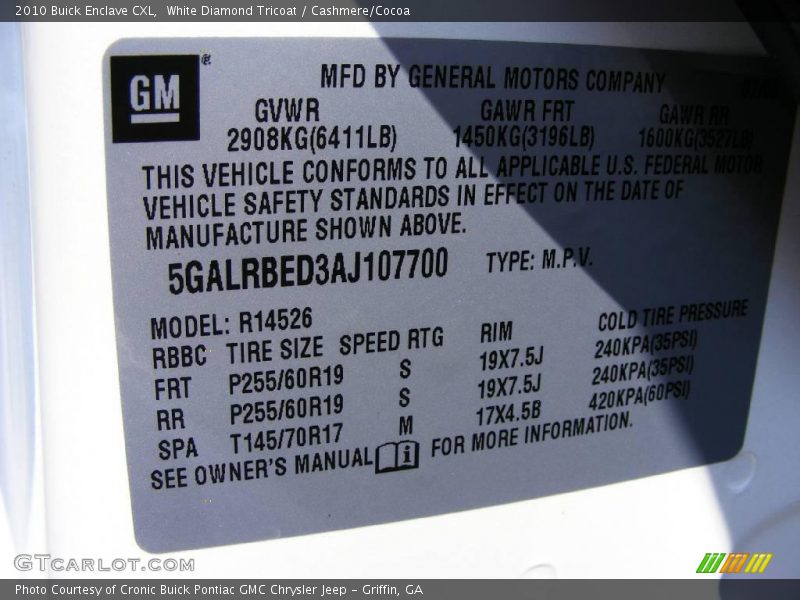 2010 Buick Enclave CXL,  White Diamond Tricoat / Cashmere/Cocoa
GM®
MFD BY GENERAL MOTORS COMPANY
GVWR GAWR FRT GAWR RR
2908KG(6411LB) 1450KG(3196LB) 1600KG(3527LB)
THIS VEHICLE CONFORMS TO ALL APPLICABLE U.S. FEDERAL MOTOR
VEHICLE SAFETY STANDARDS IN EFFECT ON THE DATE OF
MANUFACTURE SHOWN ABOVE.
5GALRBED3AJ107700 TYPE: M.P.V.
MODEL: R14526
RBBC TIRE SIZE SPEED RTG RIM COLD TIRE PRESSURE
FRT P255/60R19 S 19X7.5J 240KPA(35PSI)
RR P255/60R19 S 19X7.5J 240KPA(35PSI)
SPA T145/70R17 M 17X4.5B 420KPA(60PSI)
SEE OWNER'S MANUAL i FOR MORE INFORMATION.
GTCARLOT.COM
Photo Courtesy of Cronic Buick Pontiac GMC Chrysler Jeep - Griffin, GA